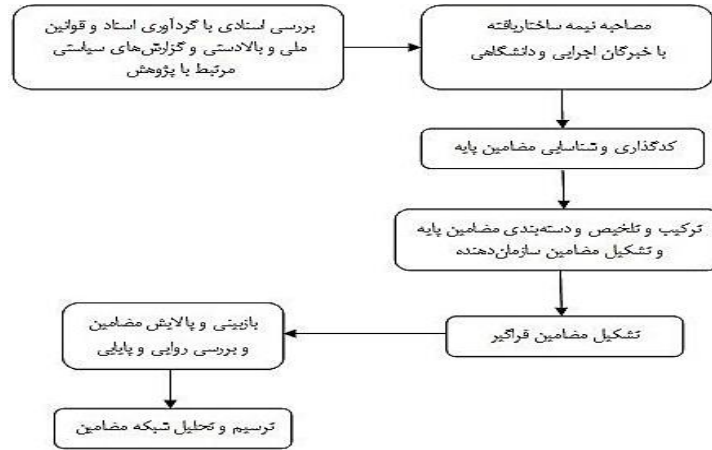 بررسی اسنادی با گردآوری اسناد و قوانین
ملی و بالادستی و گزارش‌های سیاستی
مرتبط با پژوهش
مصاحبه نیمه ساختاریافته
با خبرگان اجرایی و دانشگاهی
کدگذاری و شناسایی مضامین پایه
ترکیب و تلخیص و دسته‌بندی مضامین پایه
و تشکیل مضامین سازمان‌دهنده
تشکیل مضامین فراگیر
بازبینی و پالایش مضامین
و بررسی روایی و پایایی
ترسیم و تحلیل شبکه مضامین